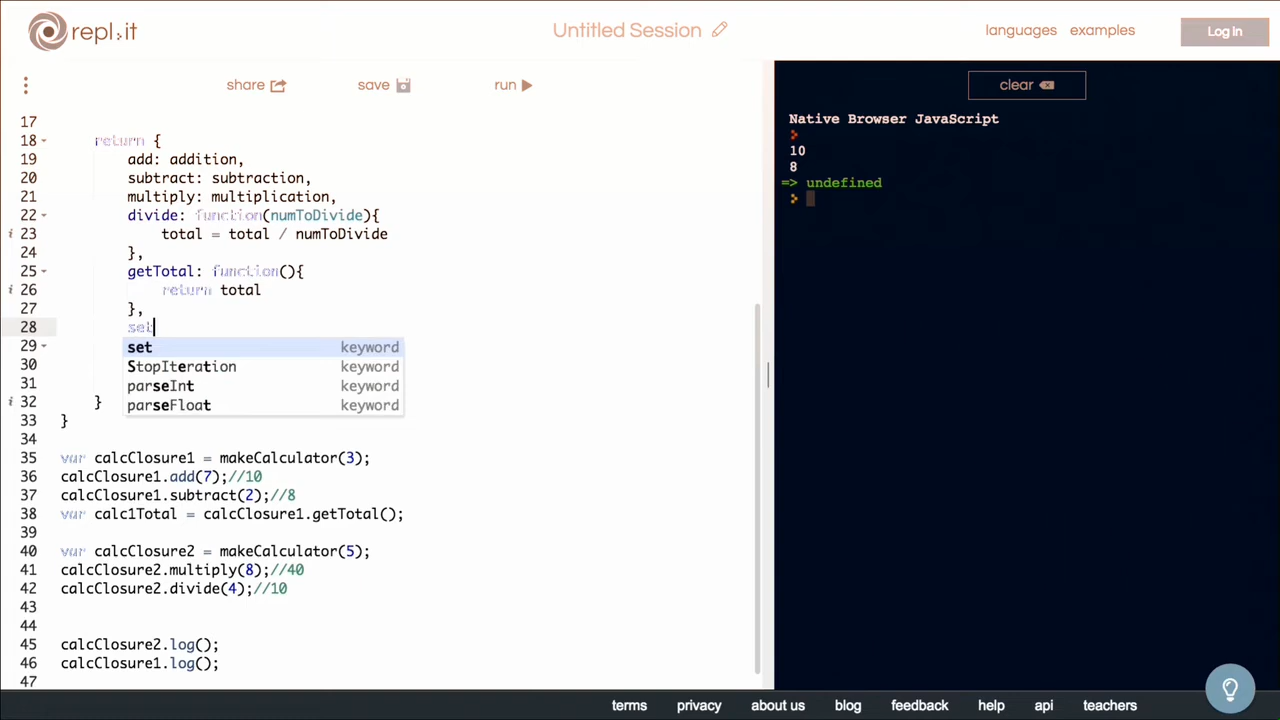 repl.it
Untitled Session
languages examples Log In
share save run
clear
17
18 return {
19 add: addition,
20 subtract: subtraction,
21 multiply: multiplication,
22 divide: function(numToDivide){
23 total = total / numToDivide
24 },
25 getTotal: function(){
26 return total
27 },
28 set
29
30
31
32 }
33 }
34
35 var calcClosure1 = makeCalculator(3);
36 calcClosure1.add(7);//10
37 calcClosure1.subtract(2);//8
38 var calc1Total = calcClosure1.getTotal();
39
40 var calcClosure2 = makeCalculator(5);
41 calcClosure2.multiply(8);//40
42 calcClosure2.divide(4);//10
43
44
45 calcClosure2.log();
46 calcClosure1.log();
47
set keyword
StopIteration keyword
parseInt keyword
parseFloat keyword
Native Browser JavaScript
>
10
8
=> undefined
>
terms privacy about us blog feedback help api teachers